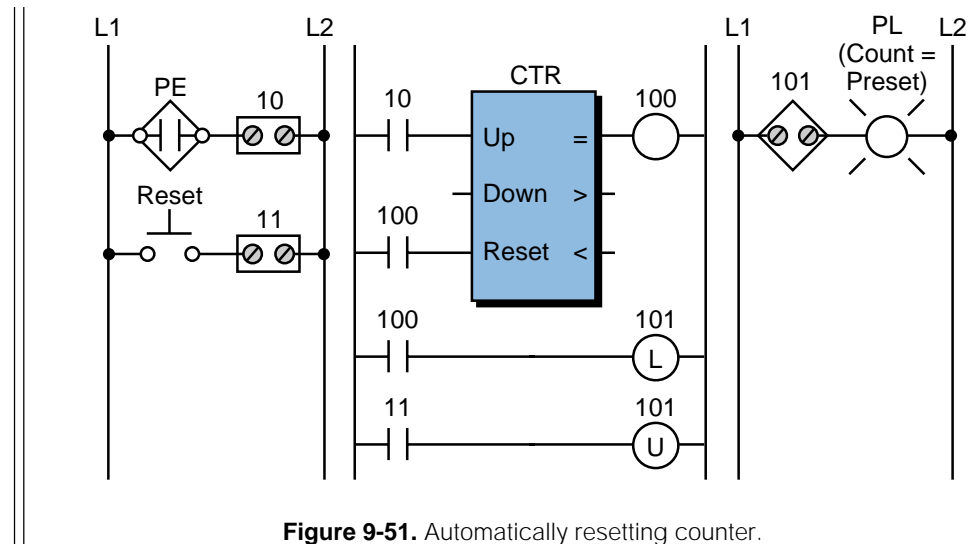 L1
L2
PE
10
Reset
11
10
CTR
100
Up =
Down >
100
Reset <
100
101
L
11
101
U
L1
PL
L2
(Count =
Preset)
101
Figure 9-51. Automatically resetting counter.